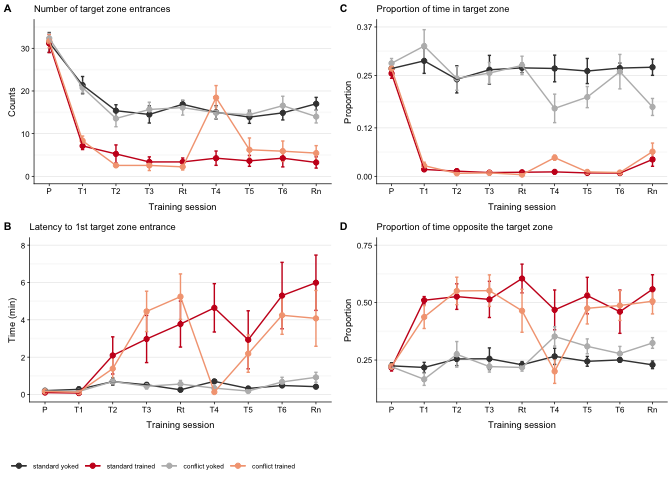 A Number of target zone entrances
Counts
30
20
10
0
P T1 T2 T3 Rt T4 T5 T6 Rn
Training session
C Proportion of time in target zone
Proportion
0.37
0.25
0.12
0.00
P T1 T2 T3 Rt T4 T5 T6 Rn
Training session
B Latency to 1st target zone entrance
Time (min)
8
6
4
2
0
P T1 T2 T3 Rt T4 T5 T6 Rn
Training session
D Proportion of time opposite the target zone
Proportion
0.75
0.50
0.25
P T1 T2 T3 Rt T4 T5 T6 Rn
Training session
standard yoked standard trained conflict yoked conflict trained